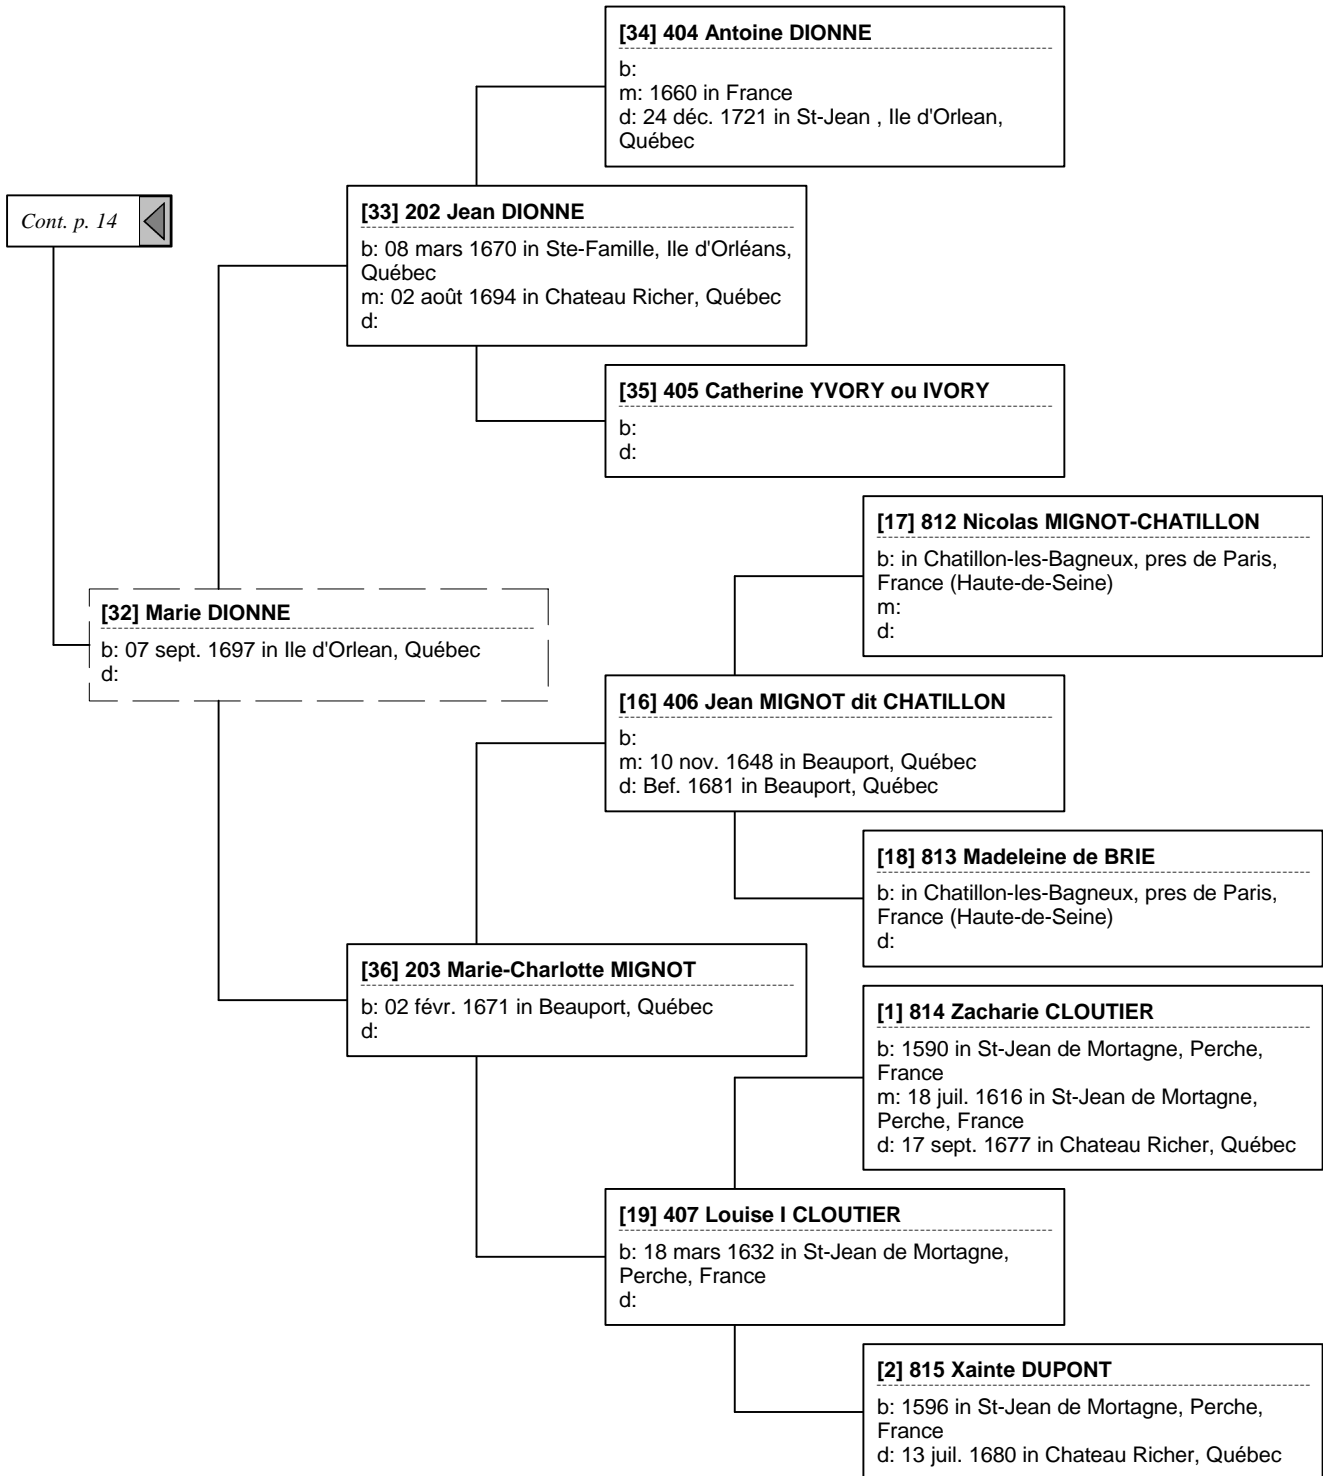 [34] 404 Antoine DIONNE
b:
m: 1660 in France
d: 24 déc. 1721 in St-Jean , Ile d'Orlean,
Québec
Cont. p. 14
[33] 202 Jean DIONNE
b: 08 mars 1670 in Ste-Famille, Ile d'Orléans,
Québec
m: 02 août 1694 in Chateau Richer, Québec
d:
[35] 405 Catherine YVORY ou IVORY
b:
d:
[17] 812 Nicolas MIGNOT-CHATILLON
b: in Chatillon-les-Bagneux, pres de Paris,
France (Haute-de-Seine)
m:
d:
[32] Marie DIONNE
b: 07 sept. 1697 in Ile d'Orlean, Québec
d:
[16] 406 Jean MIGNOT dit CHATILLON
b:
m: 10 nov. 1648 in Beauport, Québec
d: Bef. 1681 in Beauport, Québec
[18] 813 Madeleine de BRIE
b: in Chatillon-les-Bagneux, pres de Paris,
France (Haute-de-Seine)
d:
[36] 203 Marie-Charlotte MIGNOT
b: 02 févr. 1671 in Beauport, Québec
d:
[1] 814 Zacharie CLOUTIER
b: 1590 in St-Jean de Mortagne, Perche,
France
m: 18 juil. 1616 in St-Jean de Mortagne,
Perche, France
d: 17 sept. 1677 in Chateau Richer, Québec
[19] 407 Louise I CLOUTIER
b: 18 mars 1632 in St-Jean de Mortagne,
Perche, France
d:
[2] 815 Xainte DUPONT
b: 1596 in St-Jean de Mortagne, Perche,
France
d: 13 juil. 1680 in Chateau Richer, Québec